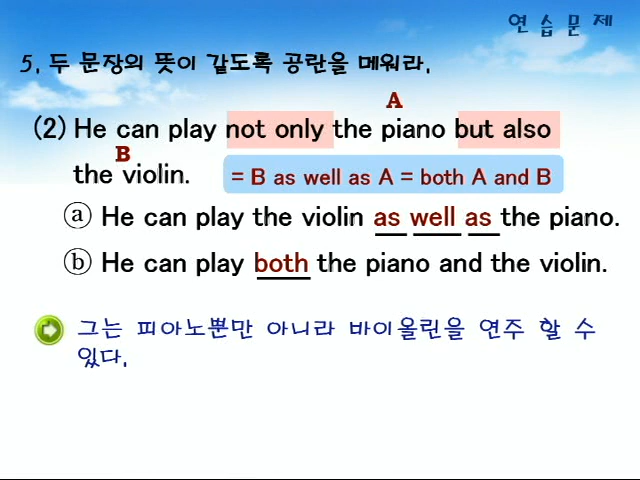 연습문제
5. 두 문장의 뜻이 같도록 공란을 메워라.
A
(2) He can play not only the piano but also
B
the violin.
= B as well as A = both A and B
ⓐ He can play the violin as well as the piano.
ⓑ He can play both the piano and the violin.
그는 피아노뿐만 아니라 바이올린을 연주 할 수
있다.